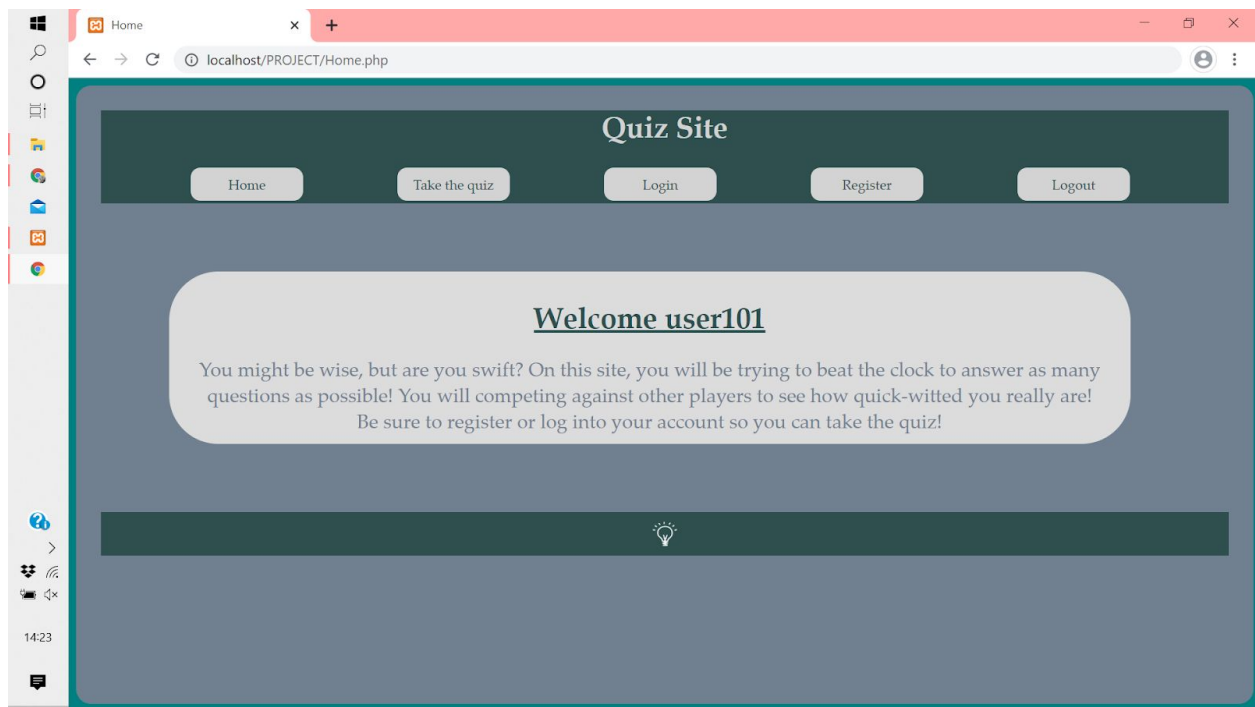 Home
localhost/PROJECT/Home.php
Quiz Site
Home
Take the quiz
Login
Register
Logout
Welcome user101
You might be wise, but are you swift? On this site, you will be trying to beat the clock to answer as many
questions as possible! You will competing against other players to see how quick-witted you really are!
Be sure to register or log into your account so you can take the quiz!
14:23